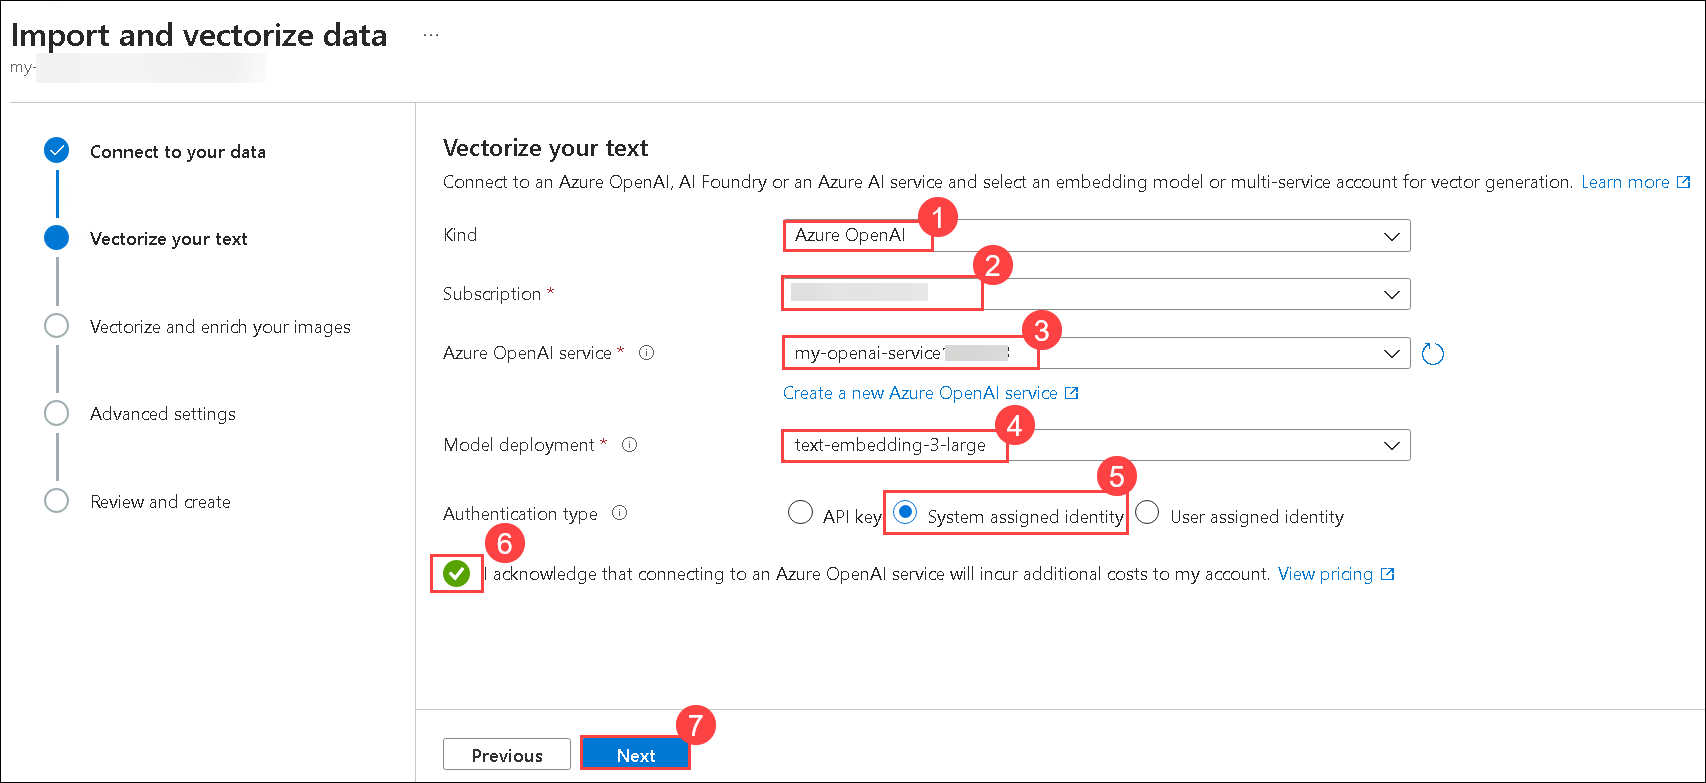 Import and vectorize data ...
my-
Connect to your data
Vectorize your text
Vectorize and enrich your images
Advanced settings
Review and create
Vectorize your text
Connect to an Azure OpenAI, AI Foundry or an Azure AI service and select an embedding model or multi-service account for vector generation. Learn more
1
Kind Azure OpenAI
2
Subscription *
3
Azure OpenAI service * my-openai-service
Create a new Azure OpenAI service
4
Model deployment * text-embedding-3-large
5
Authentication type API key System assigned identity User assigned identity
6
I acknowledge that connecting to an Azure OpenAI service will incur additional costs to my account. View pricing
7
Previous Next